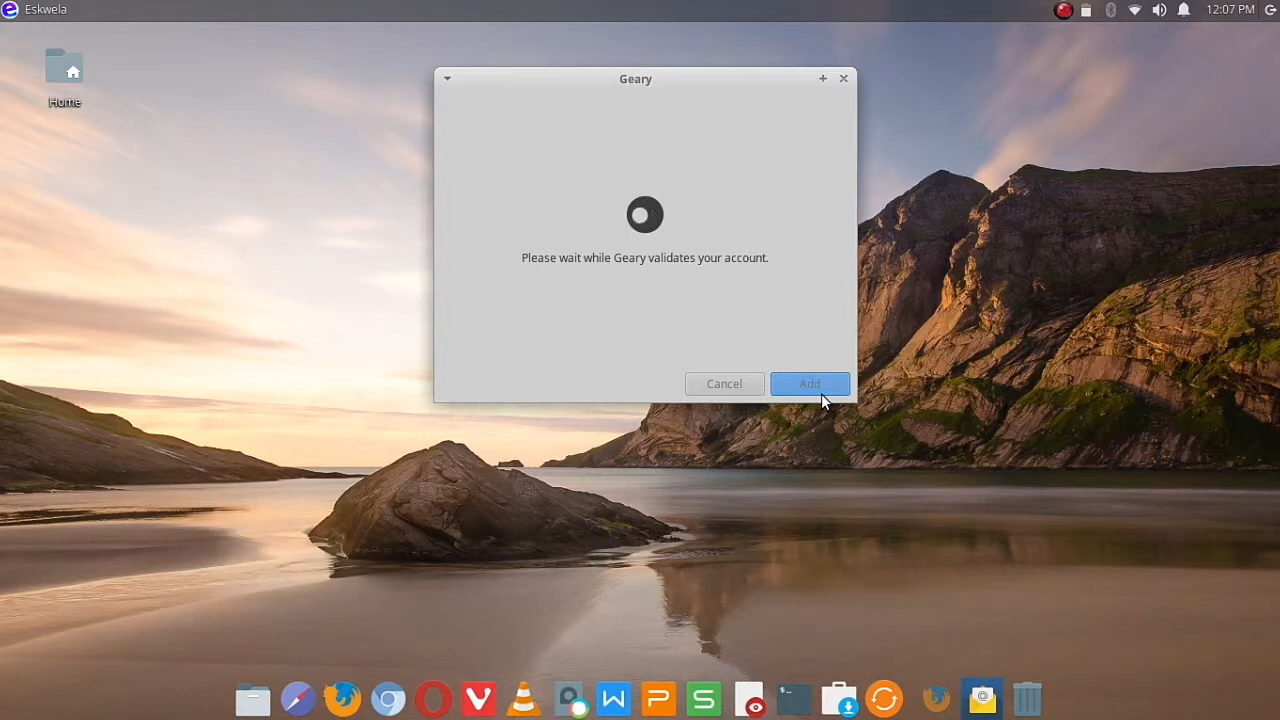 Eskwela
12:07 PM
Home
Geary
Please wait while Geary validates your account.
Cancel
Add